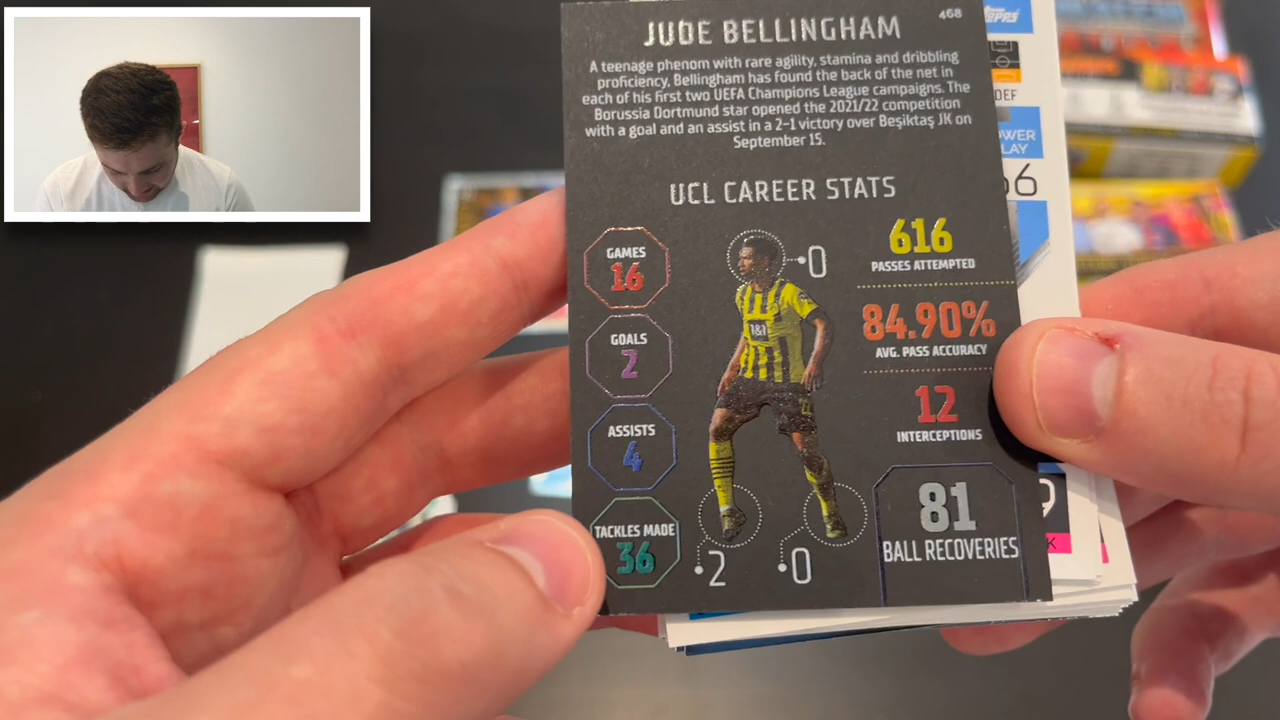 JUDE BELLINGHAM
468
A teenage phenom with rare agility, stamina and dribbling
proficiency, Bellingham has found the back of the net in
each of his first two UEFA Champions League campaigns. The
Borussia Dortmund star opened the 2021/22 competition
with a goal and an assist in a 2-1 victory over Beşiktaş JK on
September 15.
UCL CAREER STATS
GAMES
16
GOALS
2
ASSISTS
4
TACKLES MADE
36
0
1&1
22
2
0
616
PASSES ATTEMPTED
84.90%
AVG. PASS ACCURACY
12
INTERCEPTIONS
81
BALL RECOVERIES
topps
DEF